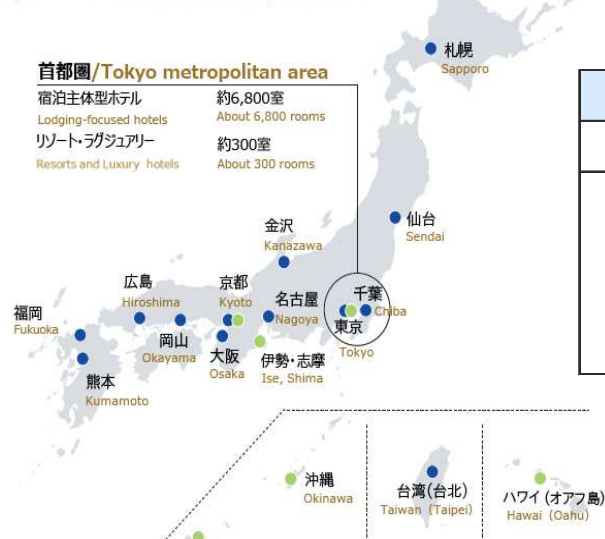 首都圏/Tokyo metropolitan area
宿泊主体型ホテル 約6,800室
Lodging-focused hotels About 6,800 rooms
リゾート・ラグジュアリー 約300室
Resorts and Luxury hotels About 300 rooms
札幌
Sapporo
仙台
Sendai
金沢
Kanazawa
広島
Hiroshima
京都
Kyoto
名古屋
Nagoya
千葉
Chiba
東京
Tokyo
福岡
Fukuoka
岡山
Okayama
大阪
Osaka
伊勢・志摩
Ise, Shima
熊本
Kumamoto
沖縄
Okinawa
台湾(台北)
Taiwan (Taipei)
ハワイ (オアフ島)
Hawai (Oahu)